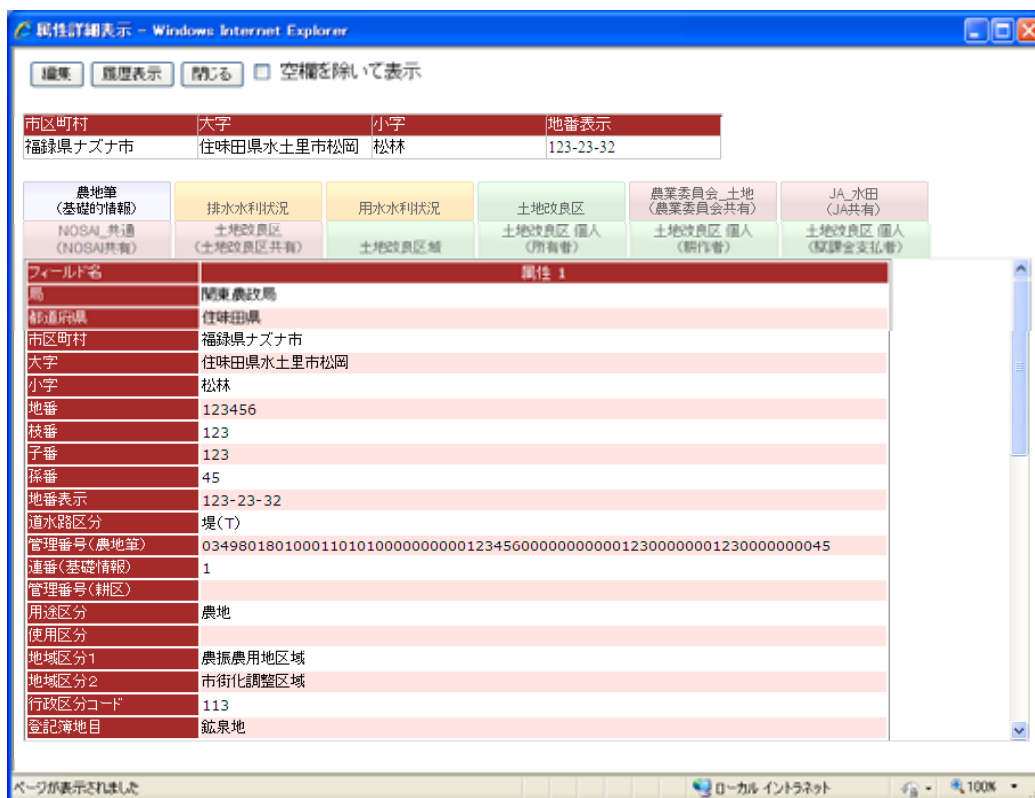 属性詳細表示 - Windows Internet Explorer
編集 履歴表示 閉じる 空欄を除いて表示
市区町村 大字 小字 地番表示
福緑県ナズナ市 住味田県水土里市松岡 松林 123-23-32
農地筆
(基礎的情報)
排水水利状況
用水水利状況
土地改良区
農業委員会_土地
(農業委員会共有)
JA_水田
(JA共有)
NOSAI_共通
(NOSAI共有)
土地改良区
(土地改良区共有)
土地改良区域
土地改良区 個人
(所有者)
土地改良区 個人
(耕作者)
土地改良区 個人
(賦課金支払者)
フィールド名 属性 1
局 関東農政局
都道府県 住味田県
市区町村 福緑県ナズナ市
大字 住味田県水土里市松岡
小字 松林
地番 123456
枝番 123
子番 123
孫番 45
地番表示 123-23-32
道水路区分 堤(T)
管理番号(農地筆) 0349801801000110101000000000012345600000000000123000000012300000000045
連番(基礎情報) 1
管理番号(耕区)
用途区分 農地
使用区分
地域区分1 農振農用地区域
地域区分2 市街化調整区域
行政区分コード 113
登記簿地目 鉱泉地
ページが表示されました ローカル イントラネット 100%